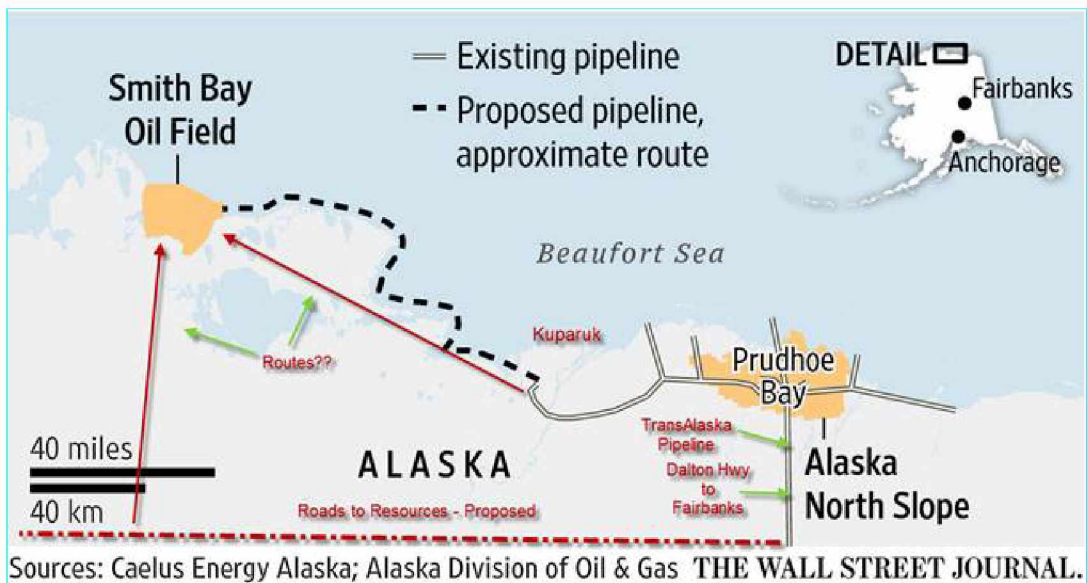 Existing pipeline
Proposed pipeline,
approximate route
DETAIL
Fairbanks
Anchorage
Smith Bay
Oil Field
Beaufort Sea
Kuparuk
Routes??
Prudhoe
Bay
TransAlaska
Pipeline
Dalton Hwy
to
Fairbanks
Alaska
North Slope
40 miles
40 km
ALASKA
Roads to Resources - Proposed
Sources: Caelus Energy Alaska; Alaska Division of Oil & Gas THE WALL STREET JOURNAL.